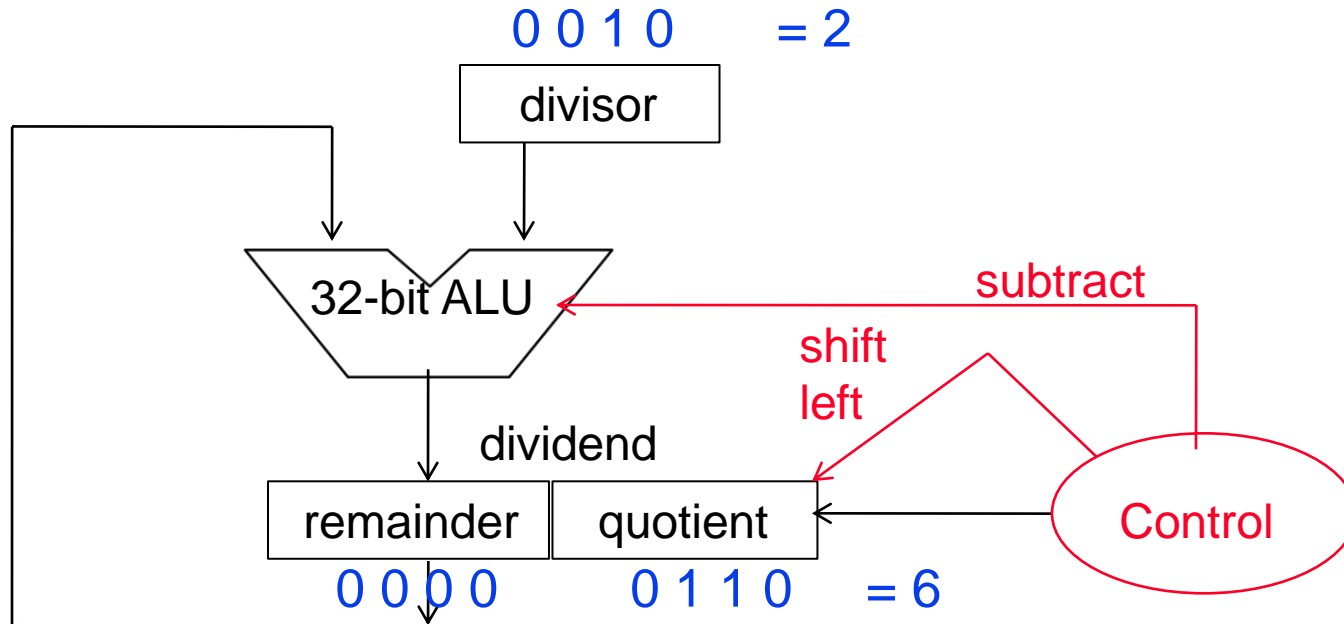 0 0 1 0 = 2
divisor
32-bit ALU
subtract
shift
left
dividend
remainder
quotient
Control
0 0 0 0
0 1 1 0 = 6